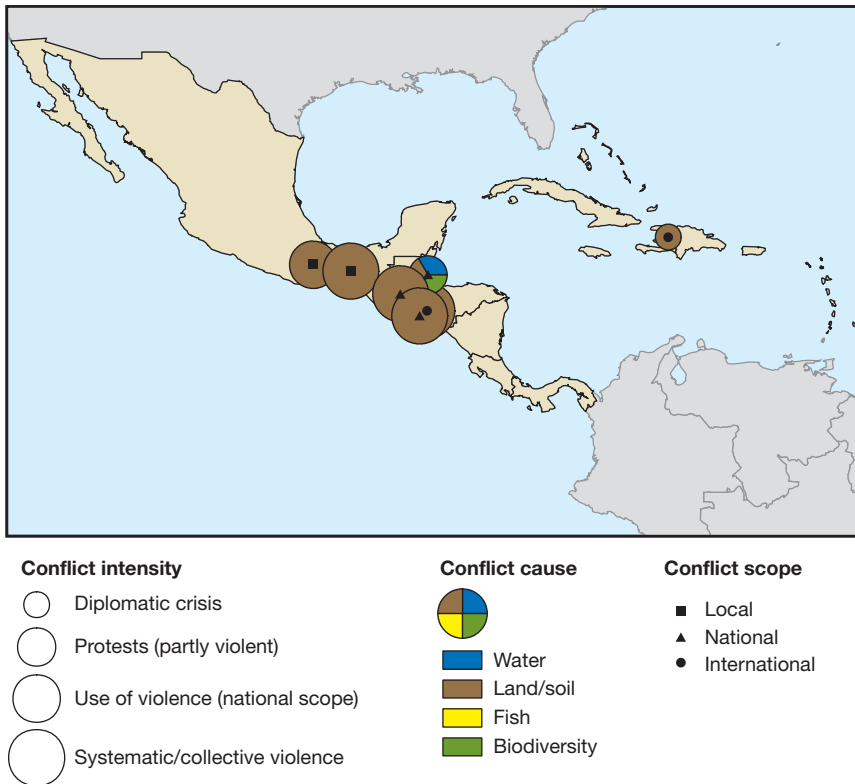 Conflict intensity
Diplomatic crisis
Protests (partly violent)
Use of violence (national scope)
Systematic/collective violence
Conflict cause
Water
Land/soil
Fish
Biodiversity
Conflict scope
Local
National
International